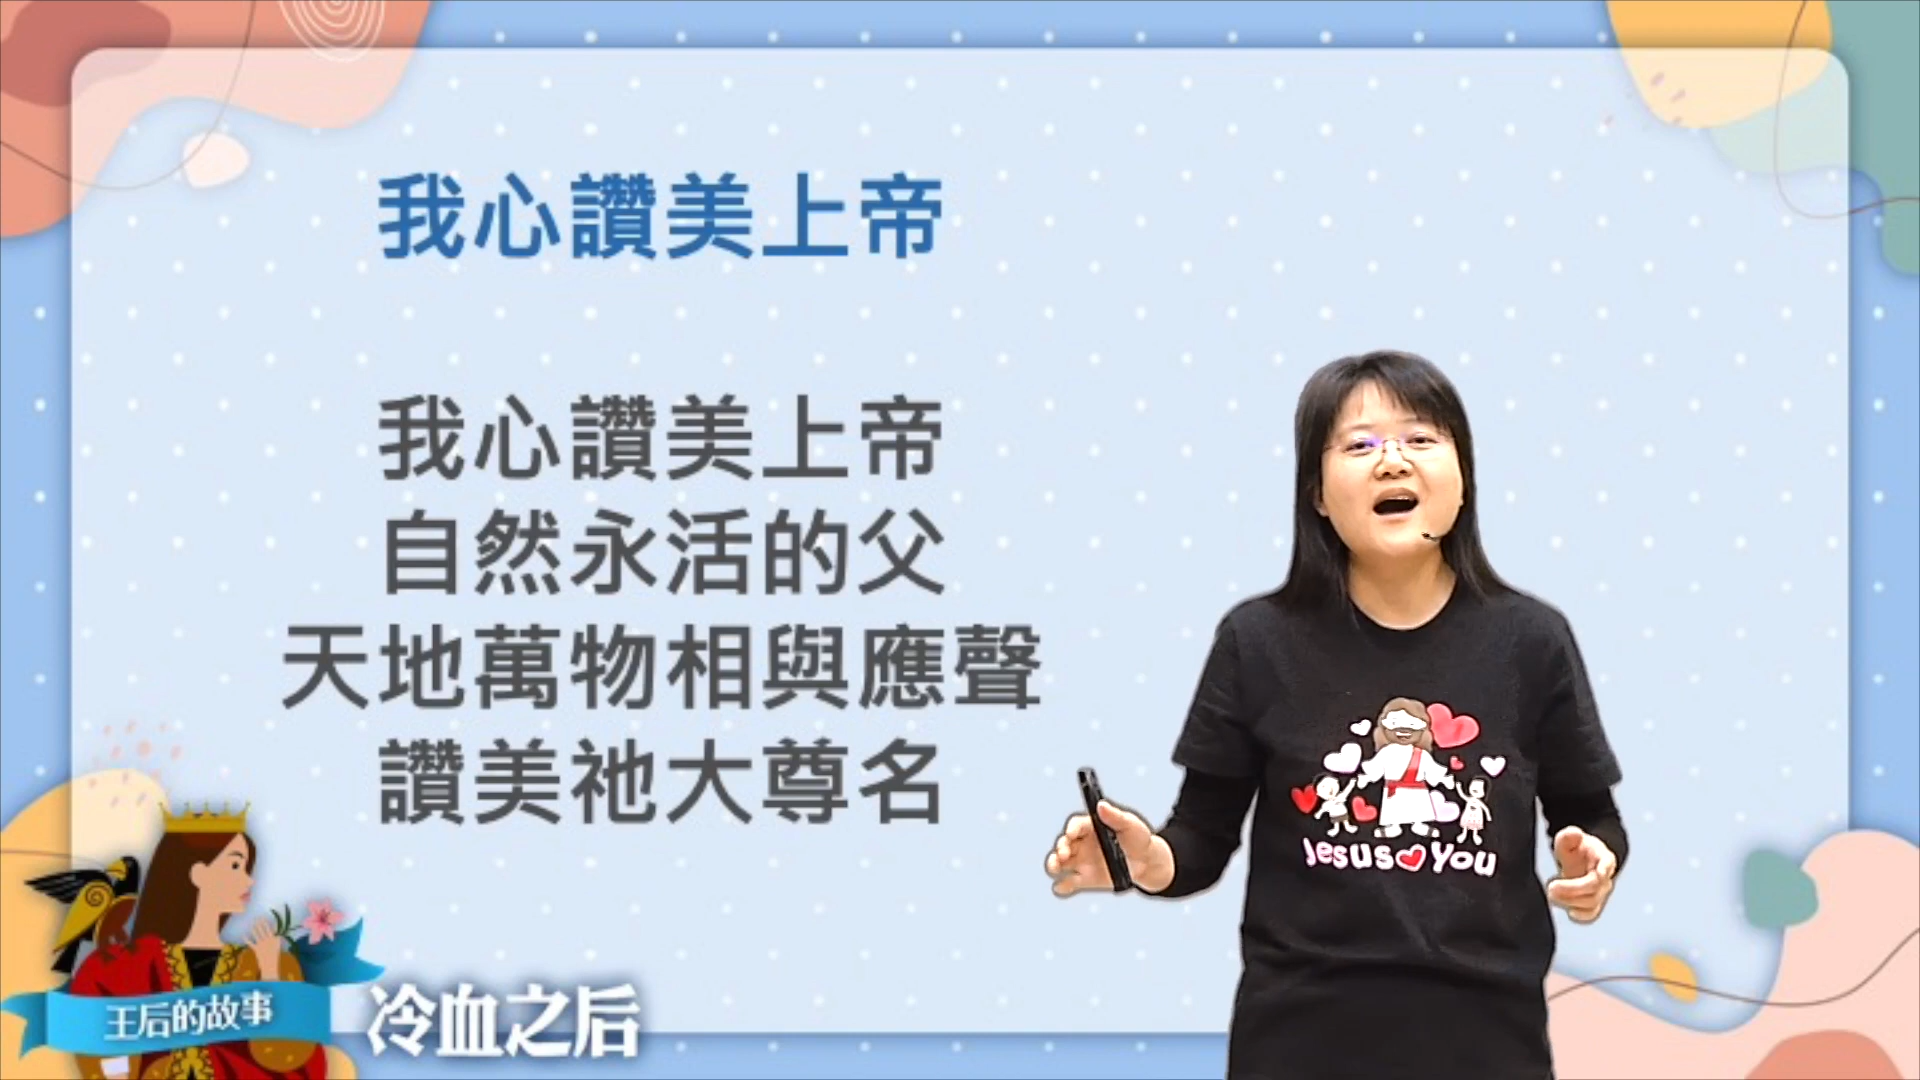 我心讚美上帝
我心讚美上帝
自然永活的父
天地萬物相與應聲
讚美祂大尊名
Jesus You
王后的故事
冷血之后